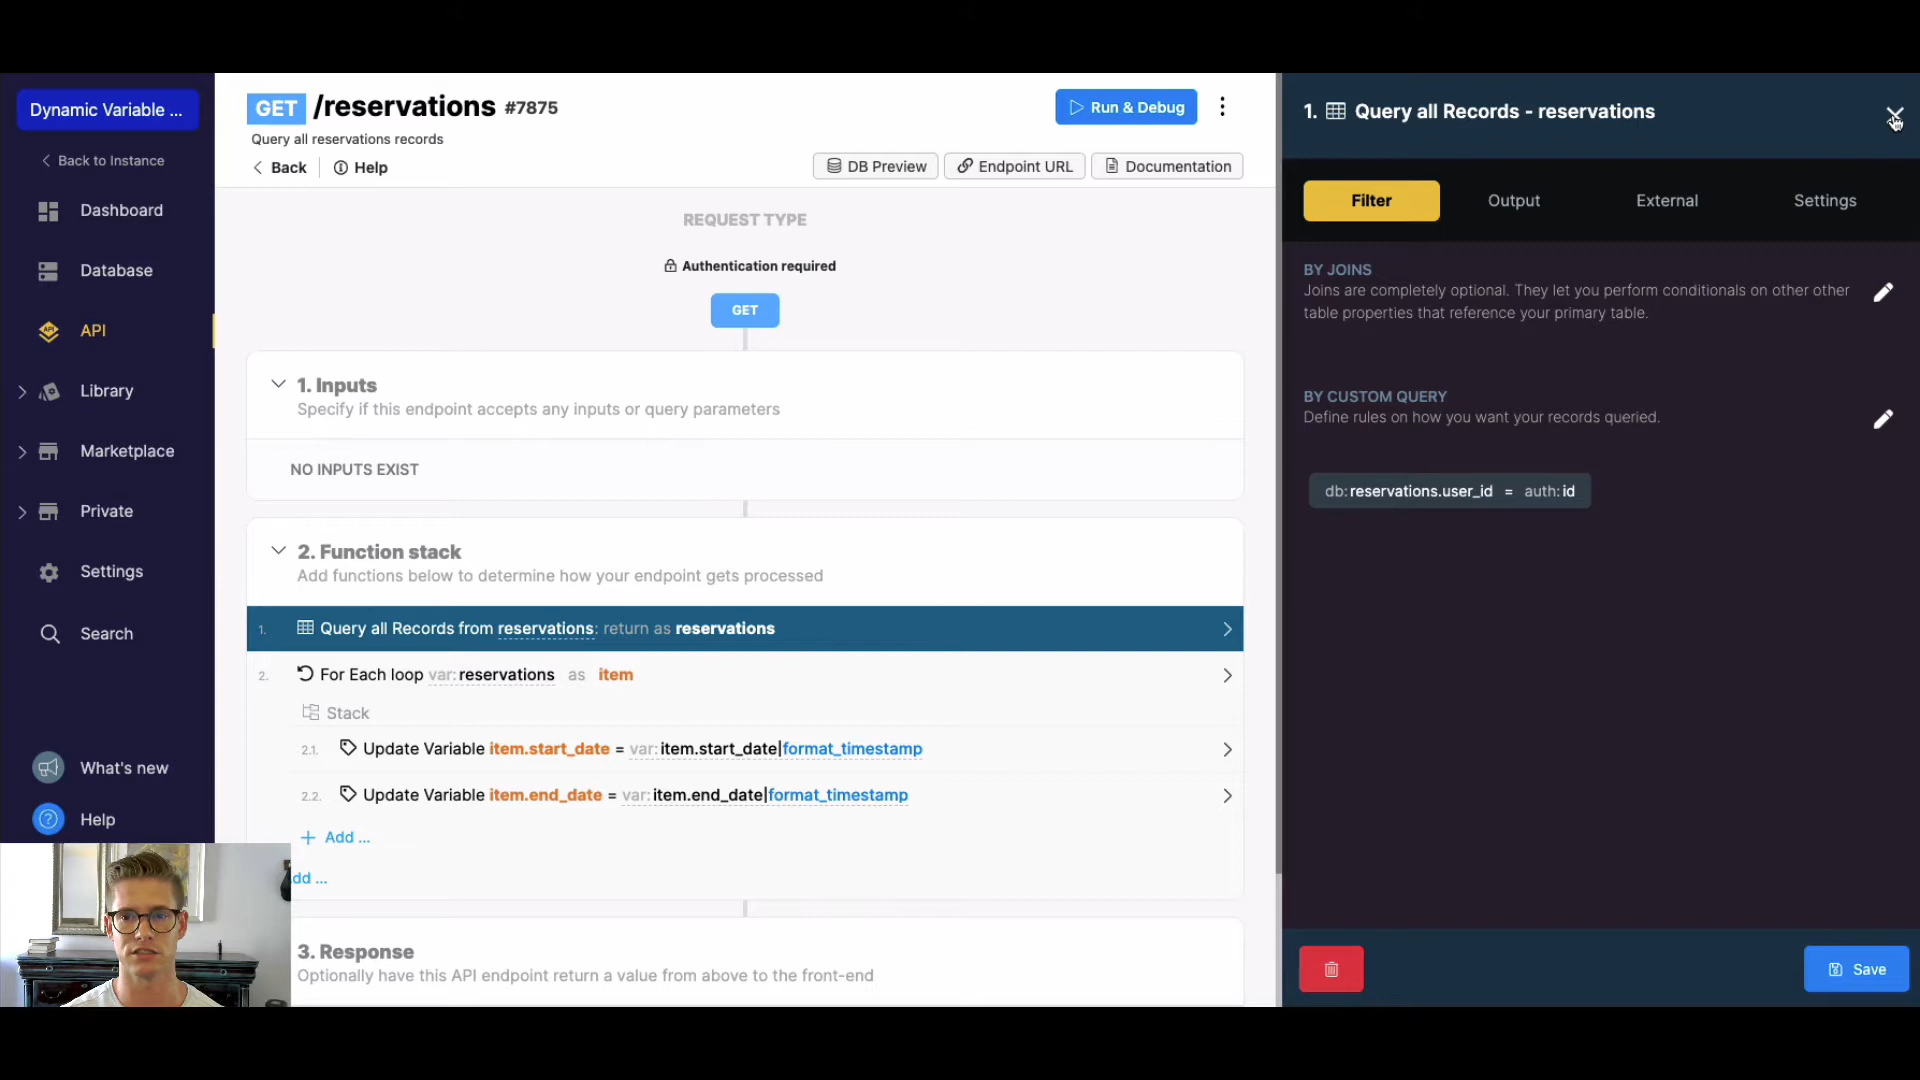 Dynamic Variable ...
Back to Instance
Dashboard
Database
API
API
Library
Marketplace
Private
Settings
Search
What's new
? Help
GET /reservations #7875
Query all reservations records
Back
Help
Run & Debug
DB Preview
Endpoint URL
Documentation
REQUEST TYPE
Authentication required
GET
1. Inputs
Specify if this endpoint accepts any inputs or query parameters
NO INPUTS EXIST
2. Function stack
Add functions below to determine how your endpoint gets processed
1. Query all Records from reservations: return as reservations
2. For Each loop var:reservations as item
Stack
2.1. Update Variable item.start_date = var:item.start_date|format_timestamp
2.2. Update Variable item.end_date = var:item.end_date|format_timestamp
+ Add ...
dd ...
3. Response
Optionally have this API endpoint return a value from above to the front-end
1. Query all Records - reservations
Filter
Output
External
Settings
BY JOINS
Joins are completely optional. They let you perform conditionals on other other
table properties that reference your primary table.
BY CUSTOM QUERY
Define rules on how you want your records queried.
db:reservations.user_id = auth:id
Save